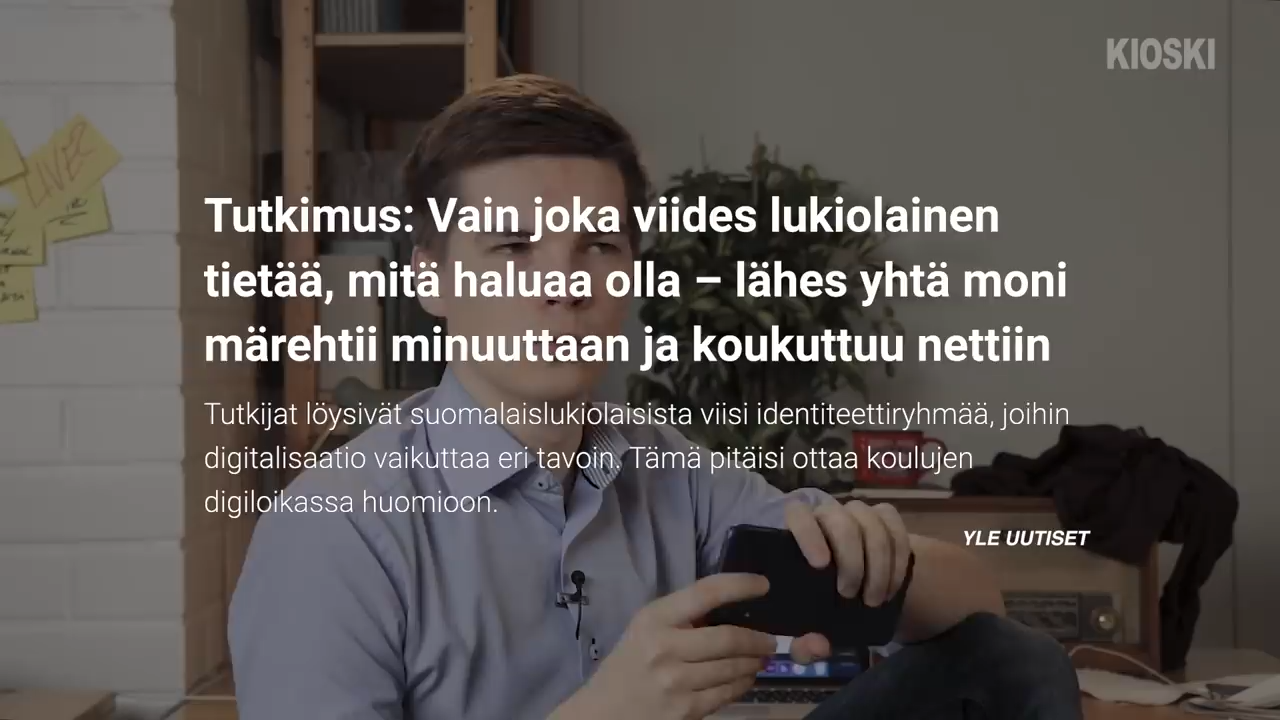 KIOSKI
LIVE?
Tutkimus: Vain joka viides lukiolainen
tietää, mitä haluaa olla – lähes yhtä moni
märehtii minuuttaan ja koukuttuu nettiin
Tutkijat löysivät suomalaislukiolaisista viisi identiteettiryhmää, joihin
digitalisaatio vaikuttaa eri tavoin. Tämä pitäisi ottaa koulujen
digiloikassa huomioon.
YLE UUTISET